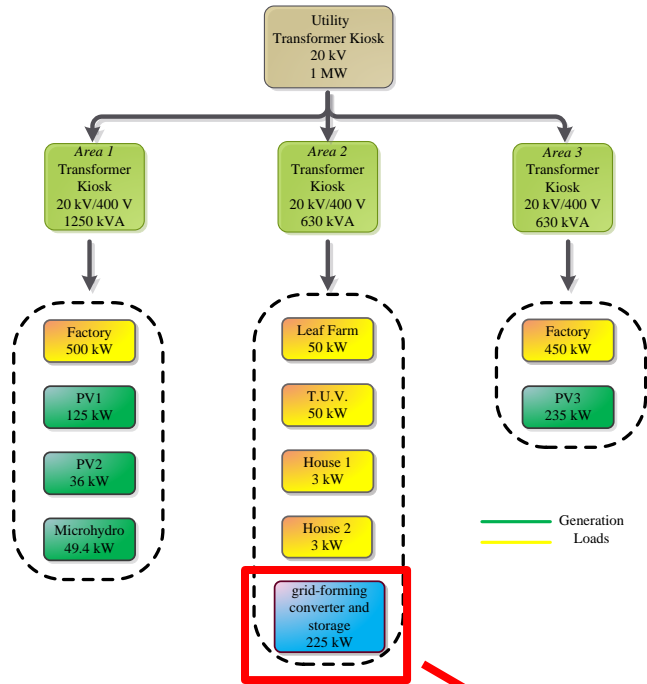 Utility
Transformer Kiosk
20 kV
1 MW
Area 1
Transformer
Kiosk
20 kV/400 V
1250 kVA
Area 2
Transformer
Kiosk
20 kV/400 V
630 kVA
Area 3
Transformer
Kiosk
20 kV/400 V
630 kVA
Factory
500 kW
PV1
125 kW
PV2
36 kW
Microhydro
49.4 kW
Leaf Farm
50 kW
T.U.V.
50 kW
House 1
3 kW
House 2
3 kW
grid-forming
converter and
storage
225 kW
Factory
450 kW
PV3
235 kW
Generation
Loads